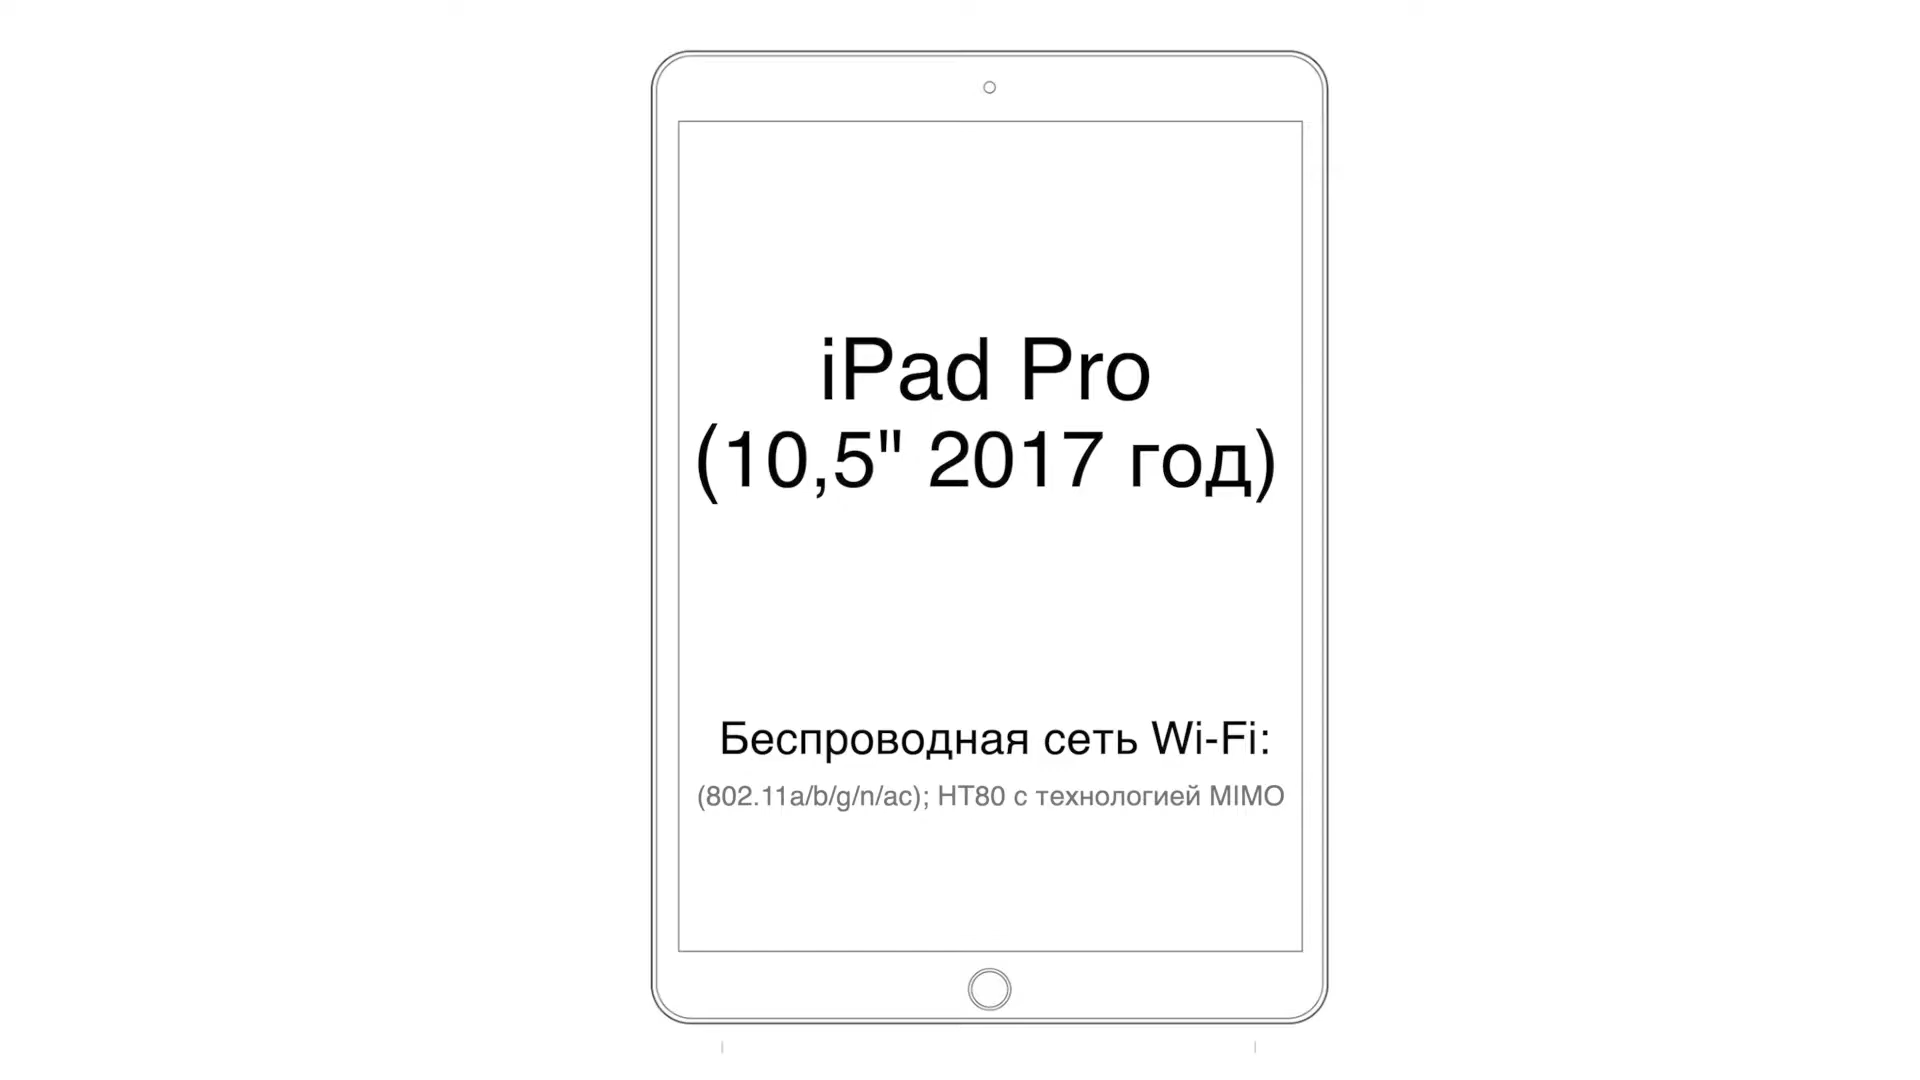 iPad Pro
(10,5" 2017 год)
Беспроводная сеть Wi-Fi:
(802.11a/b/g/n/ac); HT80 с технологией MIMO